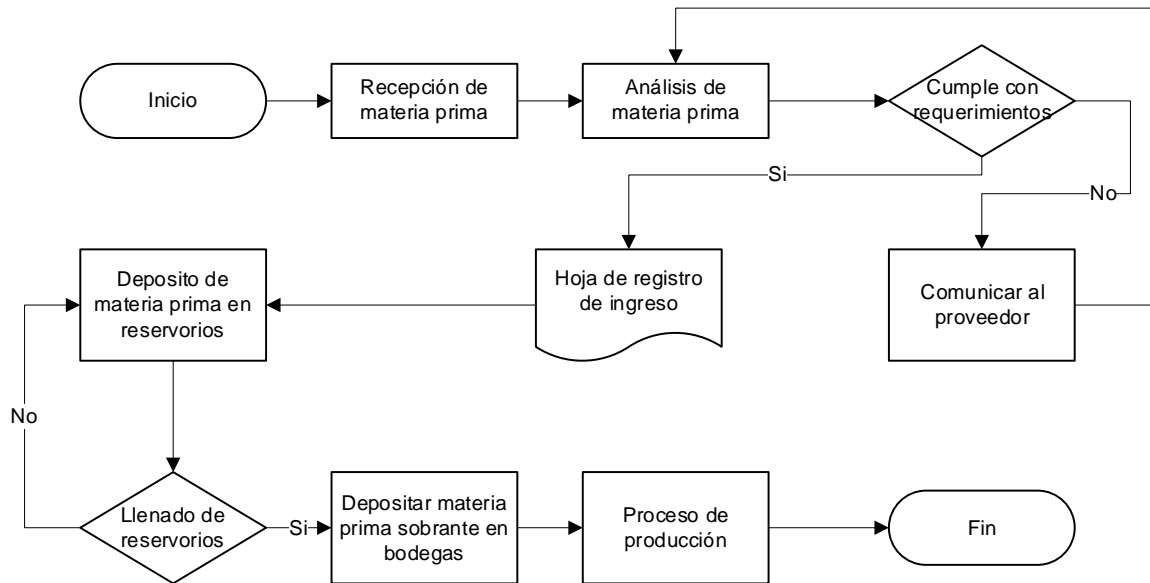 Inicio
Recepción de
materia prima
Análisis de
materia prima
Cumple con
requerimientos
Si
No
Deposito de
materia prima en
reservorios
Hoja de registro
de ingreso
Comunicar al
proveedor
No
Llenado de
reservorios
Si
Depositar materia
prima sobrante en
bodegas
Proceso de
producción
Fin